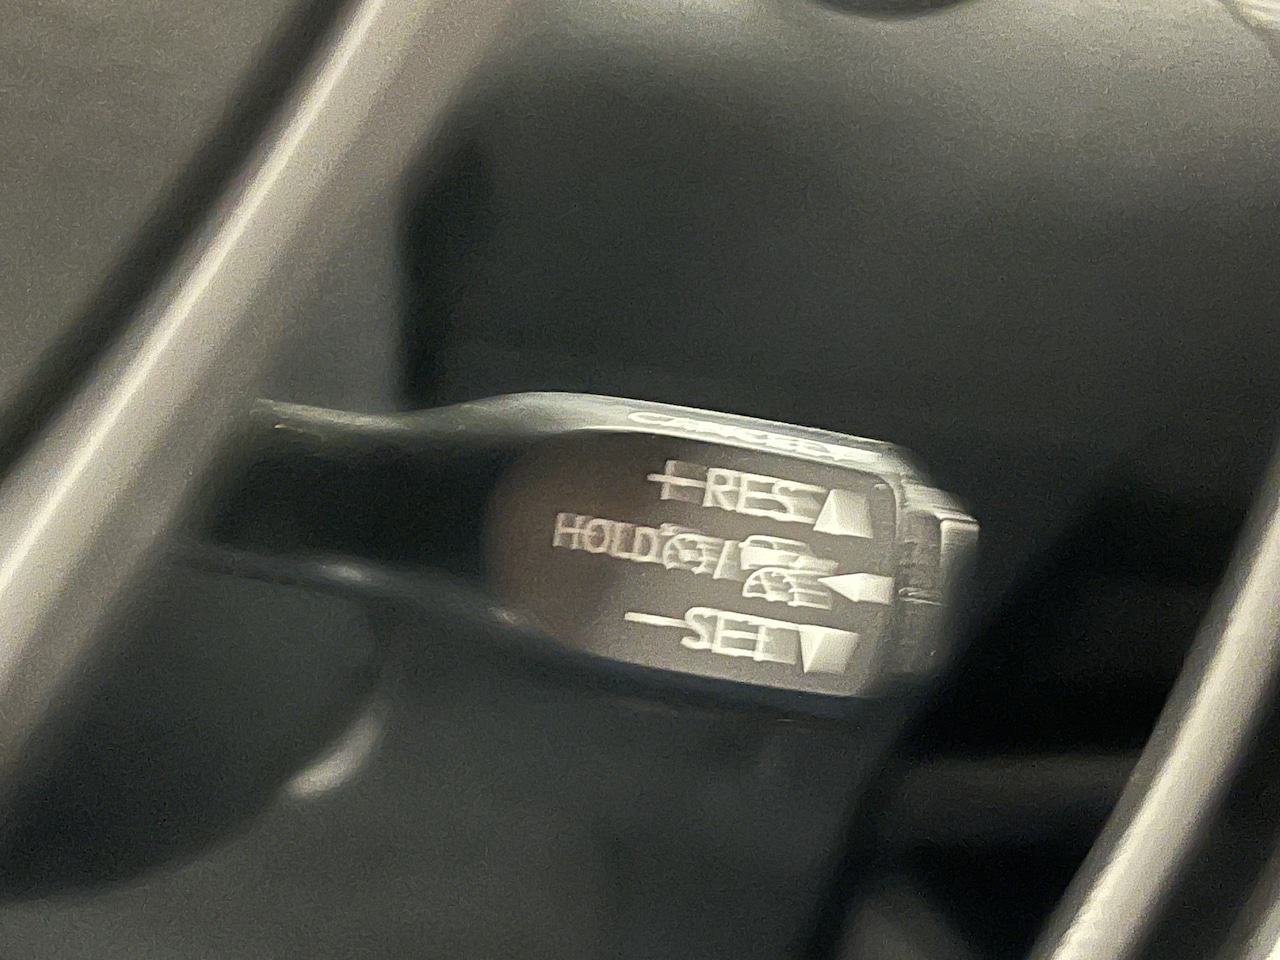 + RES
HOLD /
— SET